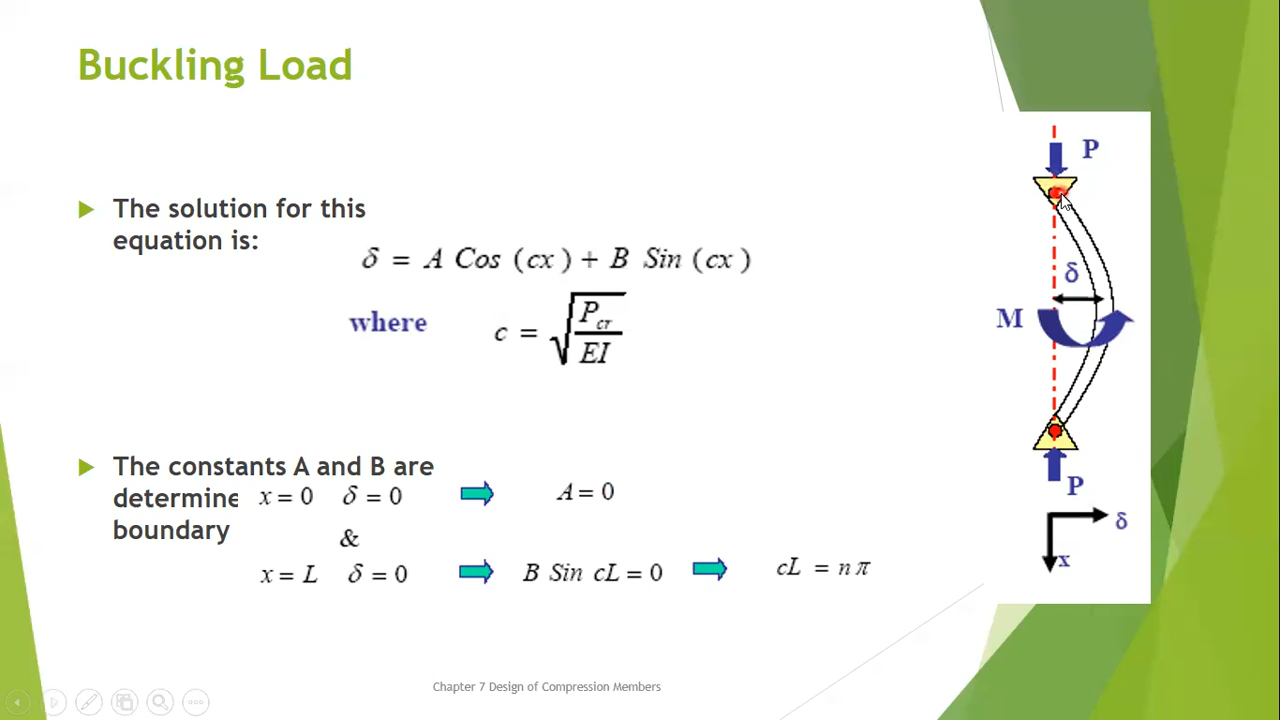 Buckling Load
The solution for this
equation is:
δ = A Cos (cx) + B Sin (cx)
where c = √(P_cr / EI)
The constants A and B are
determine
boundary
x = 0 δ = 0 A = 0
&
x = L δ = 0 B Sin cL = 0 cL = nπ
P
δ
M
P
δ
x
Chapter 7 Design of Compression Members